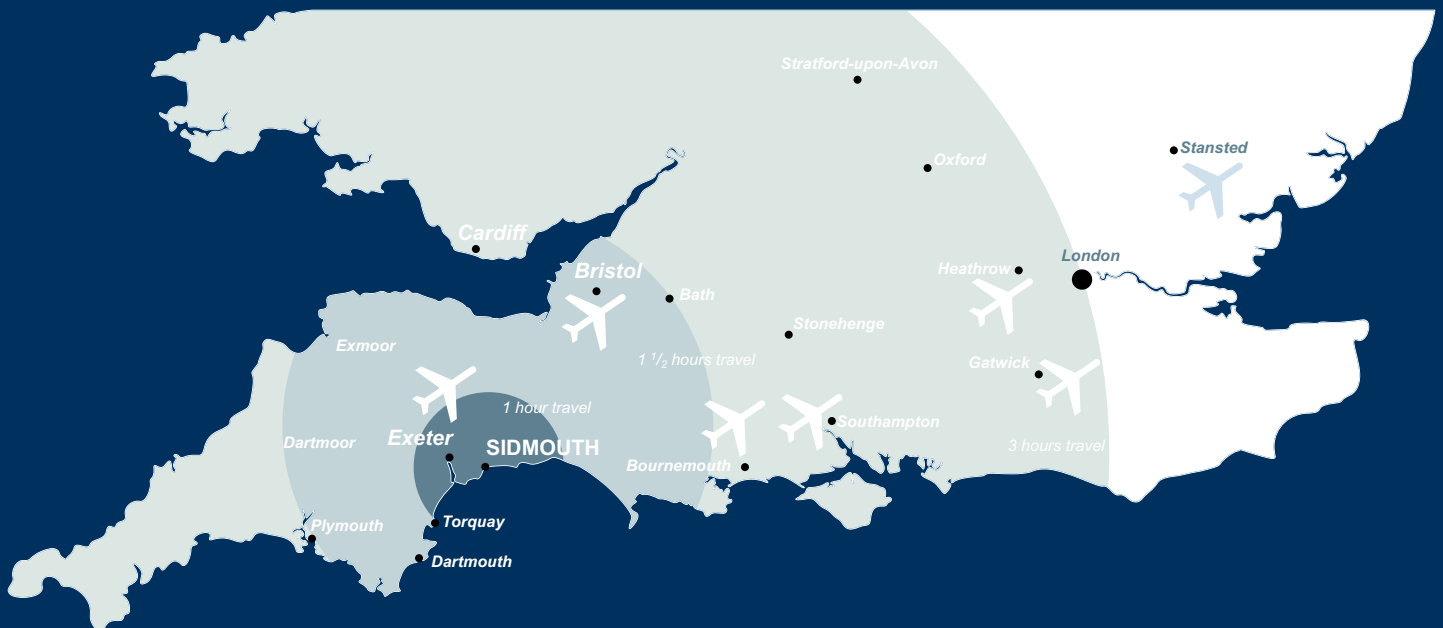 Stratford-upon-Avon
Stansted
Oxford
Cardiff
London
Bristol
Heathrow
Bath
Stonehenge
Exmoor
1 1/2 hours travel
Gatwick
1 hour travel
Southampton
Exeter
Dartmoor
SIDMOUTH
3 hours travel
Bournemouth
Torquay
Plymouth
Dartmouth